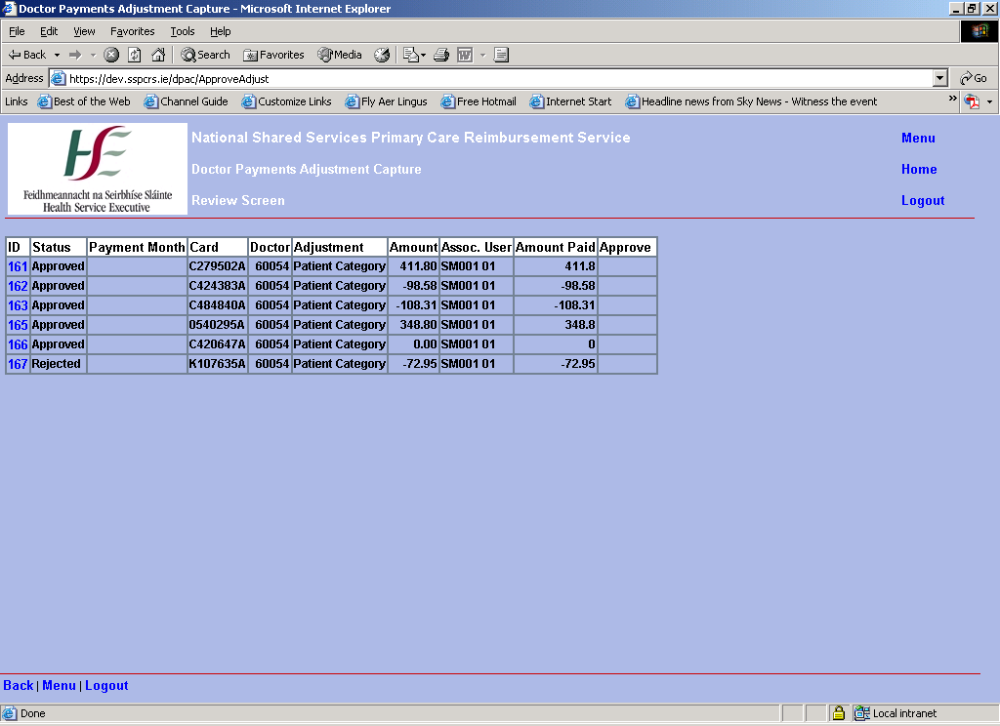 Doctor Payments Adjustment Capture - Microsoft Internet Explorer
File Edit View Favorites Tools Help
Back Search Favorites Media
Address https://dev.sspcrs.ie/dpac/ApproveAdjust Go
Links Best of the Web Channel Guide Customize Links Fly Aer Lingus Free Hotmail Internet Start Headline news from Sky News - Witness the event »
HSE
Feidhmeannacht na Seirbhíse Sláinte
Health Service Executive
National Shared Services Primary Care Reimbursement Service
Doctor Payments Adjustment Capture
Review Screen
Menu
Home
Logout
ID Status Payment Month Card Doctor Adjustment Amount Assoc. User Amount Paid Approve
161 Approved C279502A 60054 Patient Category 411.80 SM001 01 411.8
162 Approved C424383A 60054 Patient Category -98.58 SM001 01 -98.58
163 Approved C484840A 60054 Patient Category -108.31 SM001 01 -108.31
165 Approved 0540295A 60054 Patient Category 348.80 SM001 01 348.8
166 Approved C420647A 60054 Patient Category 0.00 SM001 01 0
167 Rejected K107635A 60054 Patient Category -72.95 SM001 01 -72.95
Back | Menu | Logout
Done Local intranet